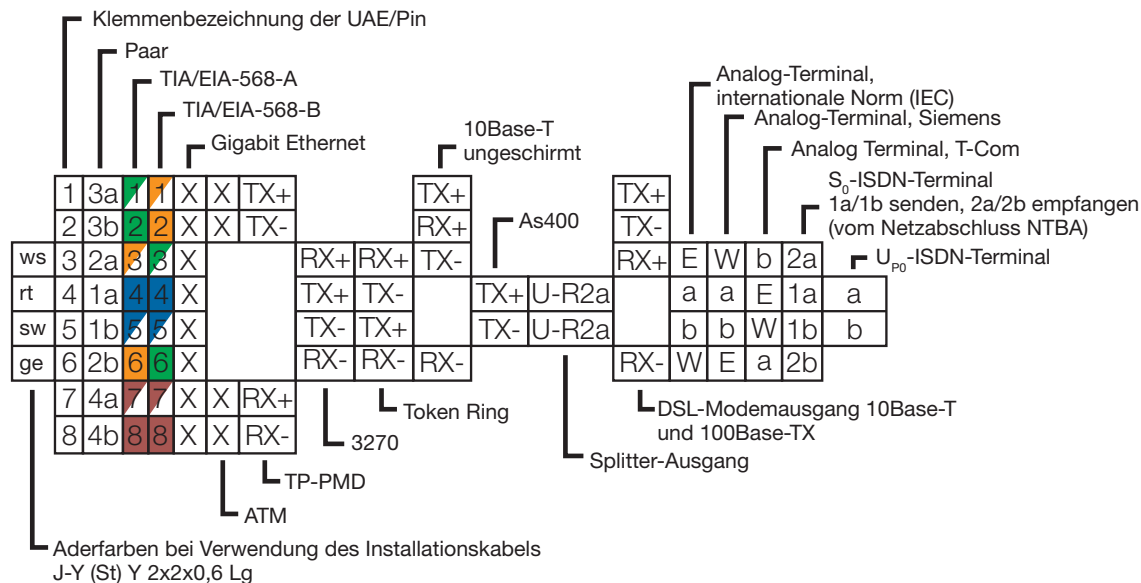 Klemmenbezeichnung der UAE/Pin
Paar
TIA/EIA-568-A
TIA/EIA-568-B
Gigabit Ethernet
10Base-T
ungeschirmt
As400
Analog-Terminal,
internationale Norm (IEC)
Analog-Terminal, Siemens
Analog Terminal, T-Com
S0-ISDN-Terminal
1a/1b senden, 2a/2b empfangen
(vom Netzabschluss NTBA)
UP0-ISDN-Terminal
1 3a 1 1 X X TX+ TX+ TX+
2 3b 2 2 X X TX- RX+ TX-
ws 3 2a 3 3 X RX+ RX+ TX- RX+ E W b 2a
rt 4 1a 4 4 X TX+ TX- TX+ U-R2a a a E 1a a
sw 5 1b 5 5 X TX- TX+ TX- U-R2a b b W 1b b
ge 6 2b 6 6 X RX- RX- RX- RX- W E a 2b
7 4a 7 7 X X RX+
8 4b 8 8 X X RX-
Token Ring
3270
TP-PMD
ATM
DSL-Modemausgang 10Base-T
und 100Base-TX
Splitter-Ausgang
Aderfarben bei Verwendung des Installationskabels
J-Y (St) Y 2x2x0,6 Lg